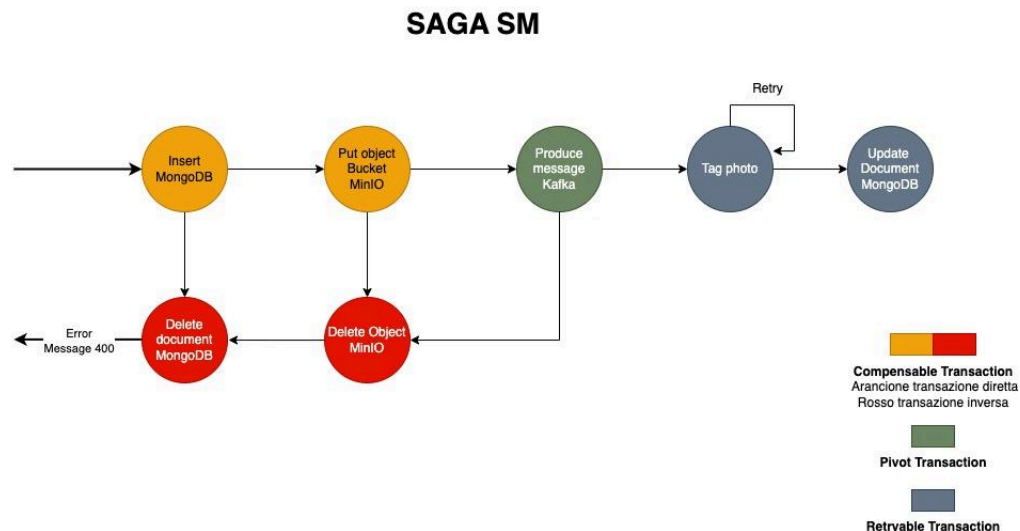 SAGA SM
Retry
Insert
MongoDB
Put object
Bucket
MinIO
Produce
message
Kafka
Tag photo
Update
Document
MongoDB
Error
Message 400
Delete
document
MongoDB
Delete Object
MinIO
Compensable Transaction
Arancione transazione diretta
Rosso transazione inversa
Pivot Transaction
Retryable Transaction